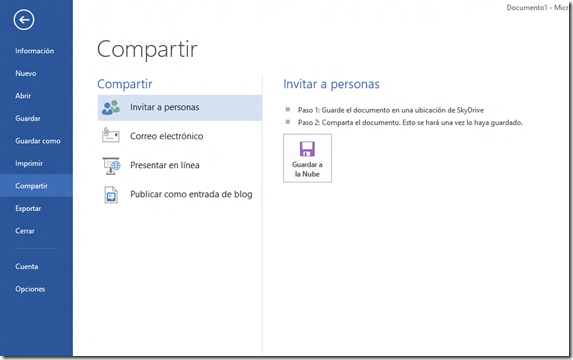 Documento1 - Micr
Información
Nuevo
Abrir
Guardar
Guardar como
Imprimir
Compartir
Exportar
Cerrar
Cuenta
Opciones
Compartir
Compartir
Invitar a personas
Correo electrónico
Presentar en línea
Publicar como entrada de blog
Invitar a personas
Paso 1: Guarde el documento en una ubicación de SkyDrive
Paso 2: Comparta el documento. Esto se hará una vez lo haya guardado.
Guardar a
la Nube